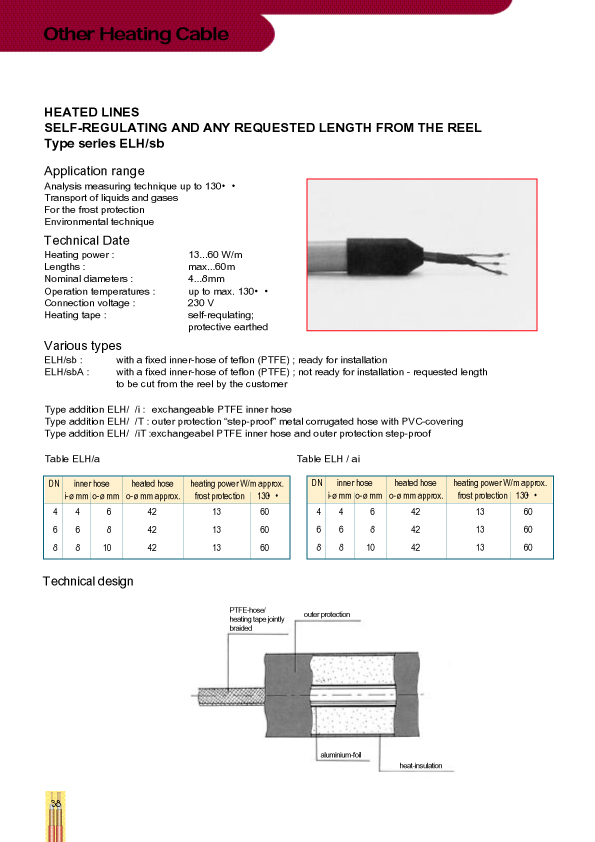 Other Heating Cable
HEATED LINES
SELF-REGULATING AND ANY REQUESTED LENGTH FROM THE REEL
Type series ELH/sb
Application range
Analysis measuring technique up to 130• •
Transport of liquids and gases
For the frost protection
Environmental technique
Technical Date
Heating power : 13...60 W/m
Lengths : max...60m
Nominal diameters : 4...8mm
Operation temperatures : up to max. 130• •
Connection voltage : 230 V
Heating tape : self-requlating;
protective earthed
Various types
ELH/sb : with a fixed inner-hose of teflon (PTFE) ; ready for installation
ELH/sbA : with a fixed inner-hose of teflon (PTFE) ; not ready for installation - requested length
to be cut from the reel by the customer
Type addition ELH/ /i : exchangeable PTFE inner hose
Type addition ELH/ /T : outer protection “step-proof” metal corrugated hose with PVC-covering
Type addition ELH/ /iT :exchangeabel PTFE inner hose and outer protection step-proof
Table ELH/a
DN inner hose heated hose heating power W/m approx.
i-ø mm o-ø mm o-ø mm approx. frost protection 130• •
4 4 6 42 13 60
6 6 8 42 13 60
8 8 10 42 13 60
Table ELH / ai
DN inner hose heated hose heating power W/m approx.
i-ø mm o-ø mm o-ø mm approx. frost protection 130• •
4 4 6 42 13 60
6 6 8 42 13 60
8 8 10 42 13 60
Technical design
PTFE-hose/
heating tape jointly
braided
outer protection
aluminium-foil
heat-insulation
38